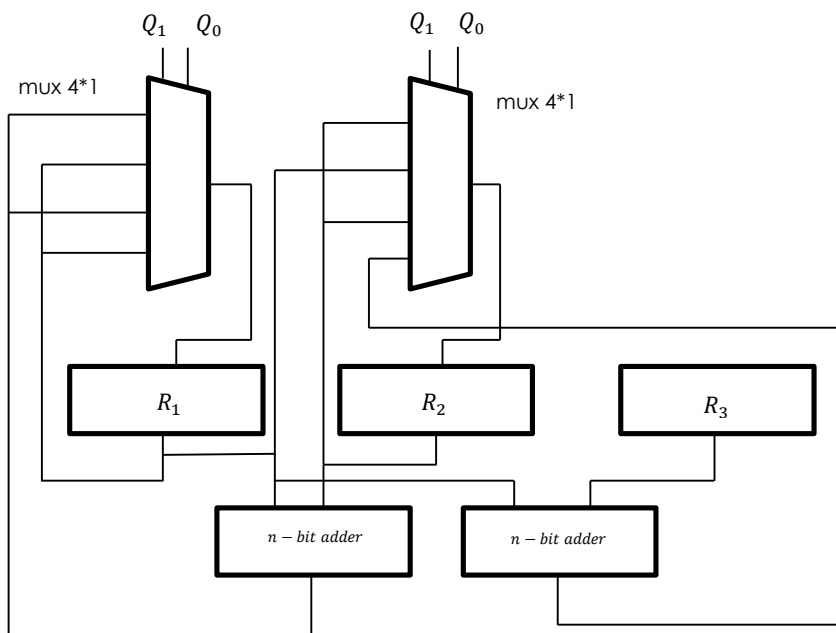 Q₁ Q₀
Q₁ Q₀
mux 4*1
mux 4*1
R₁
R₂
R₃
n − bit adder
n − bit adder